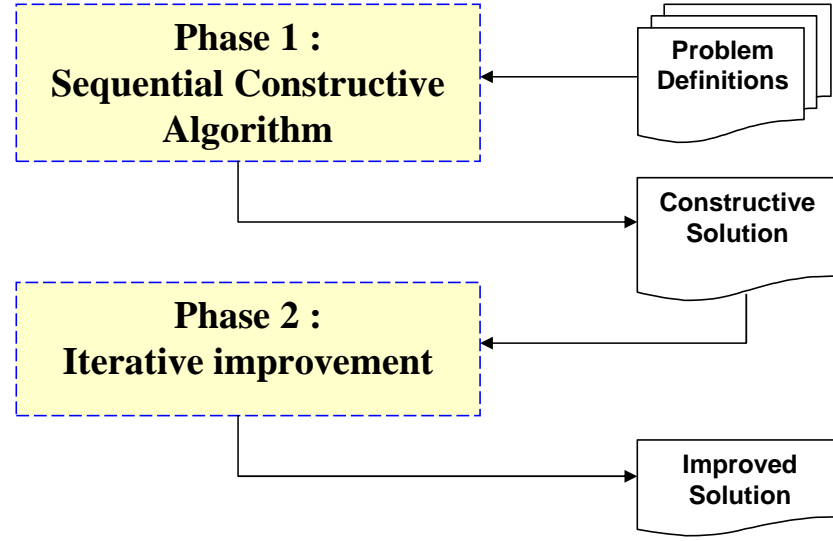 Phase 1 :
Sequential Constructive
Algorithm
Problem
Definitions
Constructive
Solution
Phase 2 :
Iterative improvement
Improved
Solution